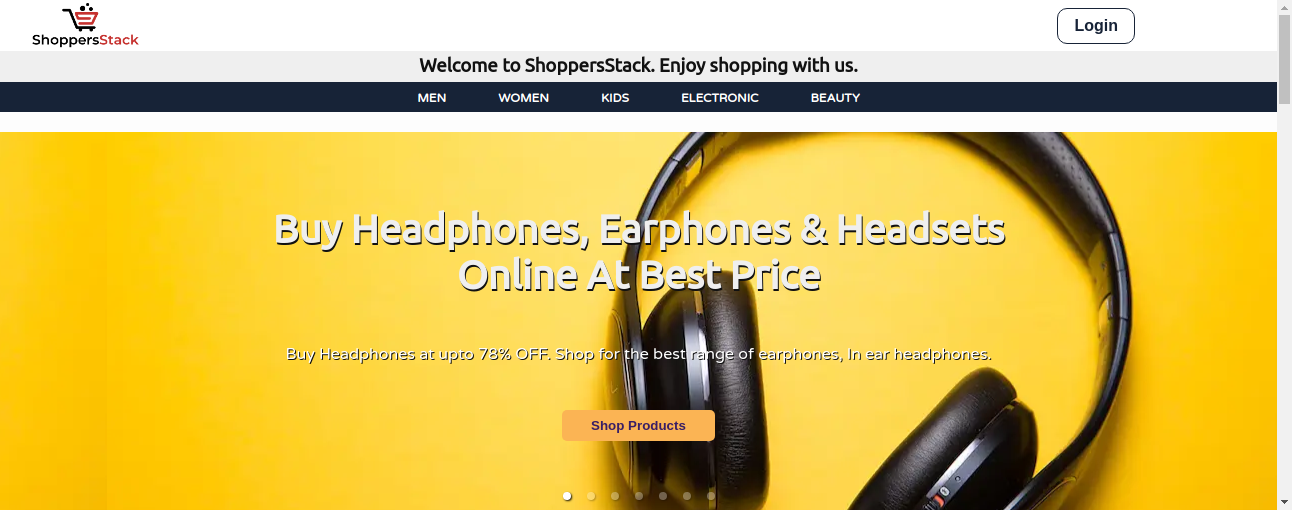 ShoppersStack
Login
Welcome to ShoppersStack. Enjoy shopping with us.
MEN WOMEN KIDS ELECTRONIC BEAUTY
Buy Headphones, Earphones & Headsets
Online At Best Price
Buy Headphones at upto 78% OFF. Shop for the best range of earphones, In ear headphones.
Shop Products